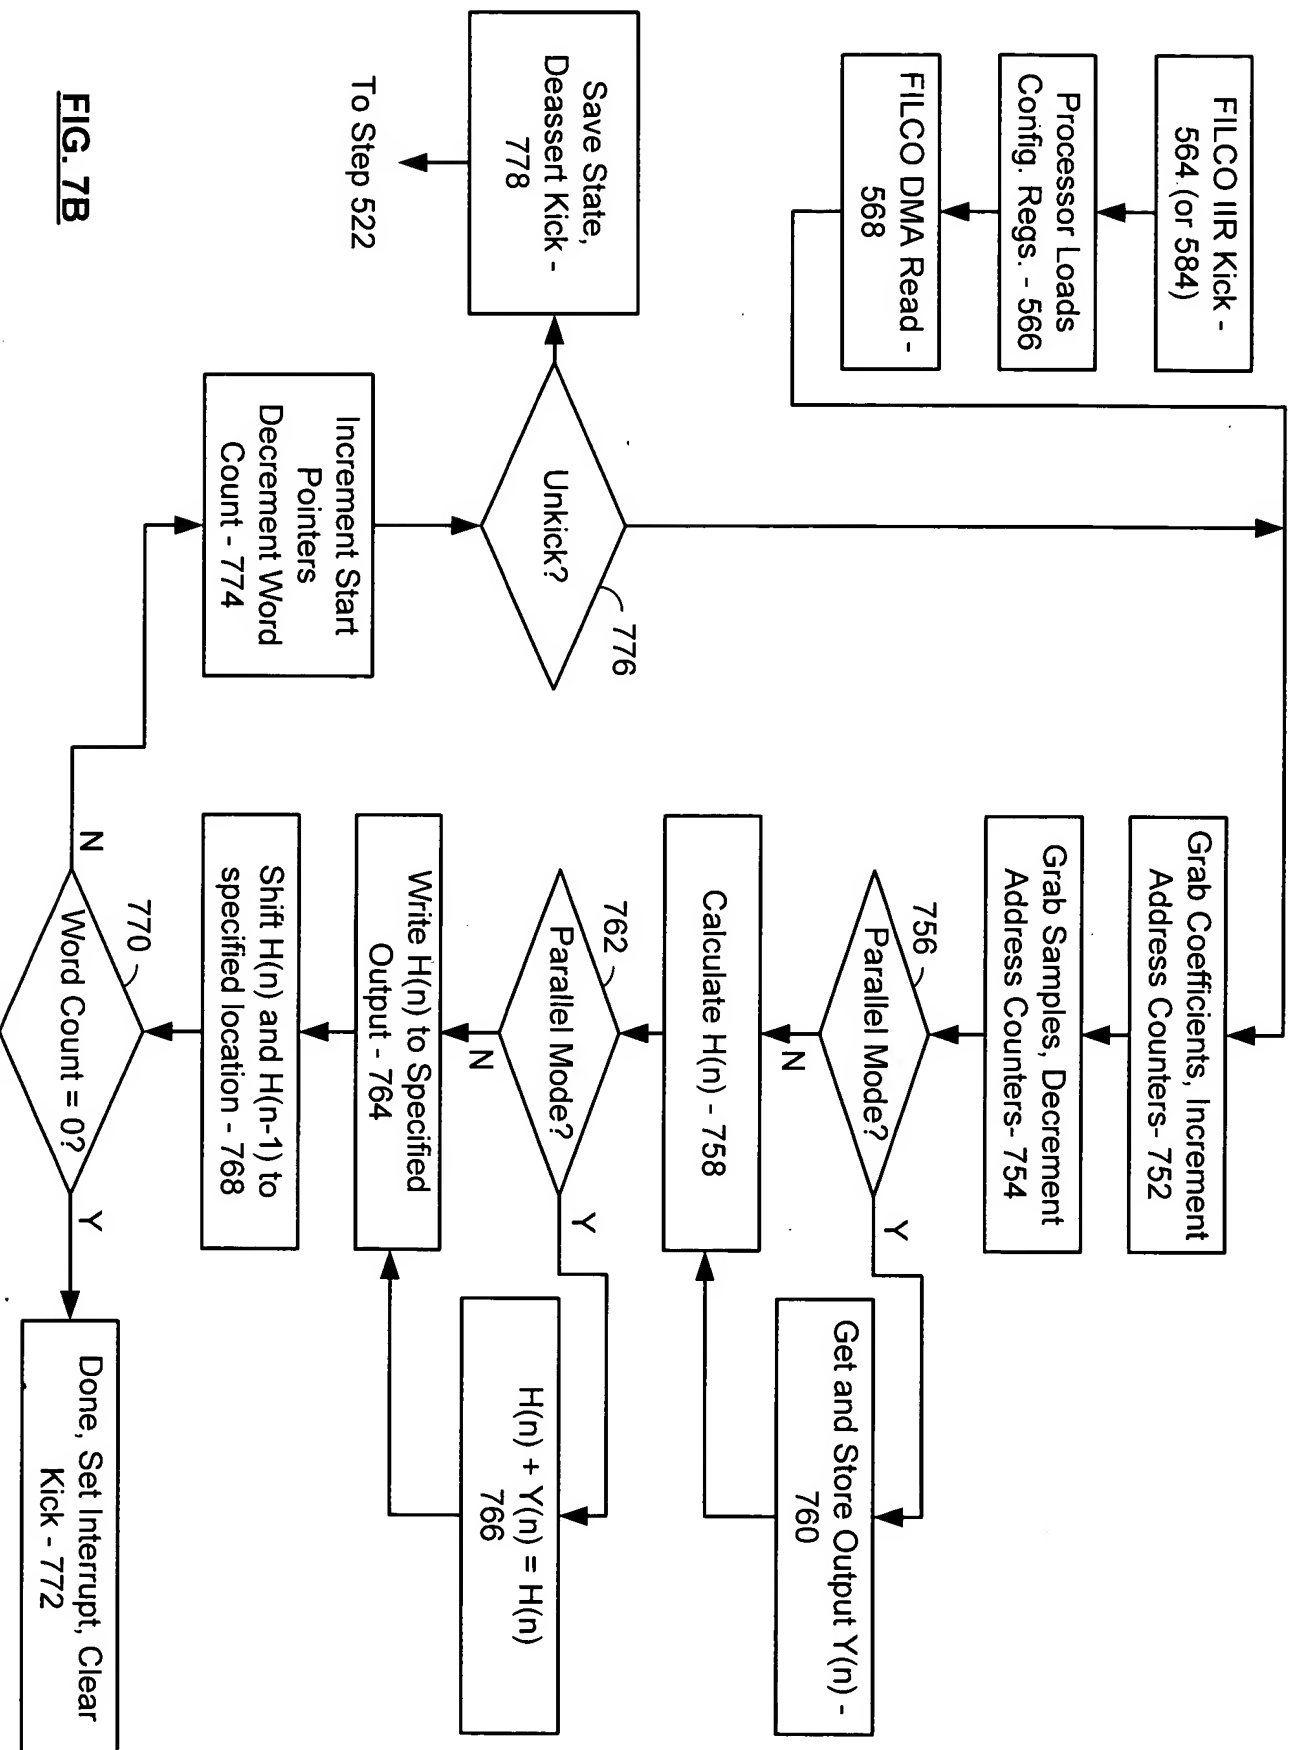 FILCO IIR Kick -
564 (or 584)
Processor Loads
Config. Regs. - 566
FILCO DMA Read -
568
Save State,
Deassert Kick -
778
To Step 522
Unkick?
776
Increment Start
Pointers
Decrement Word
Count - 774
Grab Coefficients, Increment
Address Counters- 752
Grab Samples, Decrement
Address Counters- 754
756
Parallel Mode?
Y
N
Get and Store Output Y(n) -
760
Calculate H(n) - 758
762
Parallel Mode?
Y
N
H(n) + Y(n) = H(n)
766
Write H(n) to Specified
Output - 764
Shift H(n) and H(n-1) to
specified location - 768
770
Word Count = 0?
N
Y
Done, Set Interrupt, Clear
Kick - 772
FIG. 7B